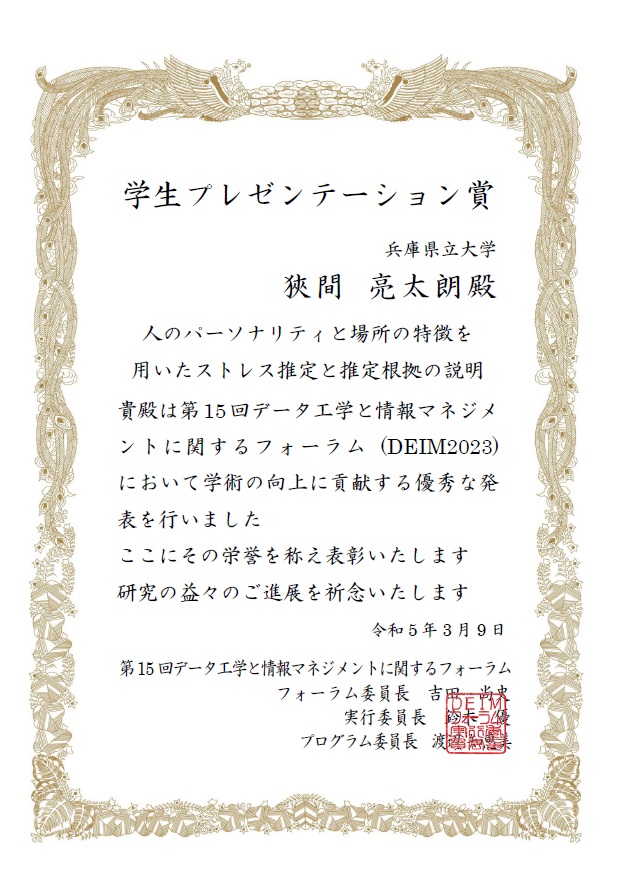 学生プレゼンテーション賞
兵庫県立大学
狹間 亮太朗殿
人のパーソナリティと場所の特徴を
用いたストレス推定と推定根拠の説明
貴殿は第15回データ工学と情報マネジメ
ントに関するフォーラム (DEIM2023)
において学術の向上に貢献する優秀な発
表を行いました
ここにその栄誉を称え表彰いたします
研究の益々のご進展を祈念いたします
令和5年3月9日
第15回データ工学と情報マネジメントに関するフォーラム
フォーラム委員長 吉田 尚史
実行委員長 鈴木 優
プログラム委員長 渡辺 知恵美
DEIM
フォーラム